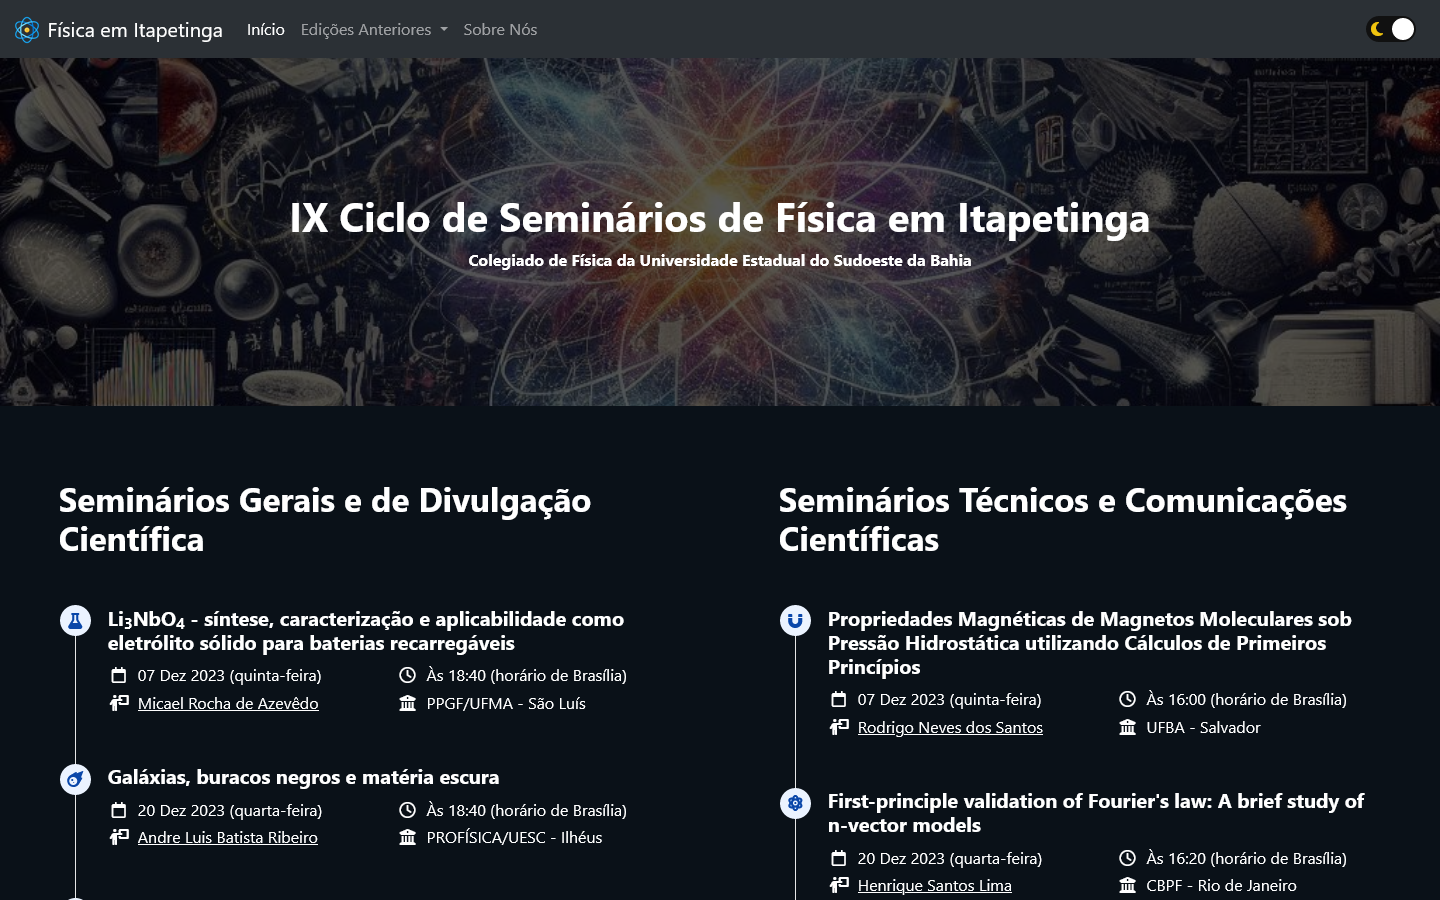 Física em Itapetinga
Início
Edições Anteriores
Sobre Nós
IX Ciclo de Seminários de Física em Itapetinga
Colegiado de Física da Universidade Estadual do Sudoeste da Bahia
Seminários Gerais e de Divulgação
Científica
Li₃NbO₄ - síntese, caracterização e aplicabilidade como
eletrólito sólido para baterias recarregáveis
07 Dez 2023 (quinta-feira)
Às 18:40 (horário de Brasília)
Micael Rocha de Azevêdo
PPGF/UFMA - São Luís
Galáxias, buracos negros e matéria escura
20 Dez 2023 (quarta-feira)
Às 18:40 (horário de Brasília)
Andre Luis Batista Ribeiro
PROFÍSICA/UESC - Ilhéus
Seminários Técnicos e Comunicações
Científicas
Propriedades Magnéticas de Magnetos Moleculares sob
Pressão Hidrostática utilizando Cálculos de Primeiros
Princípios
07 Dez 2023 (quinta-feira)
Às 16:00 (horário de Brasília)
Rodrigo Neves dos Santos
UFBA - Salvador
First-principle validation of Fourier's law: A brief study of
n-vector models
20 Dez 2023 (quarta-feira)
Às 16:20 (horário de Brasília)
Henrique Santos Lima
CBPF - Rio de Janeiro